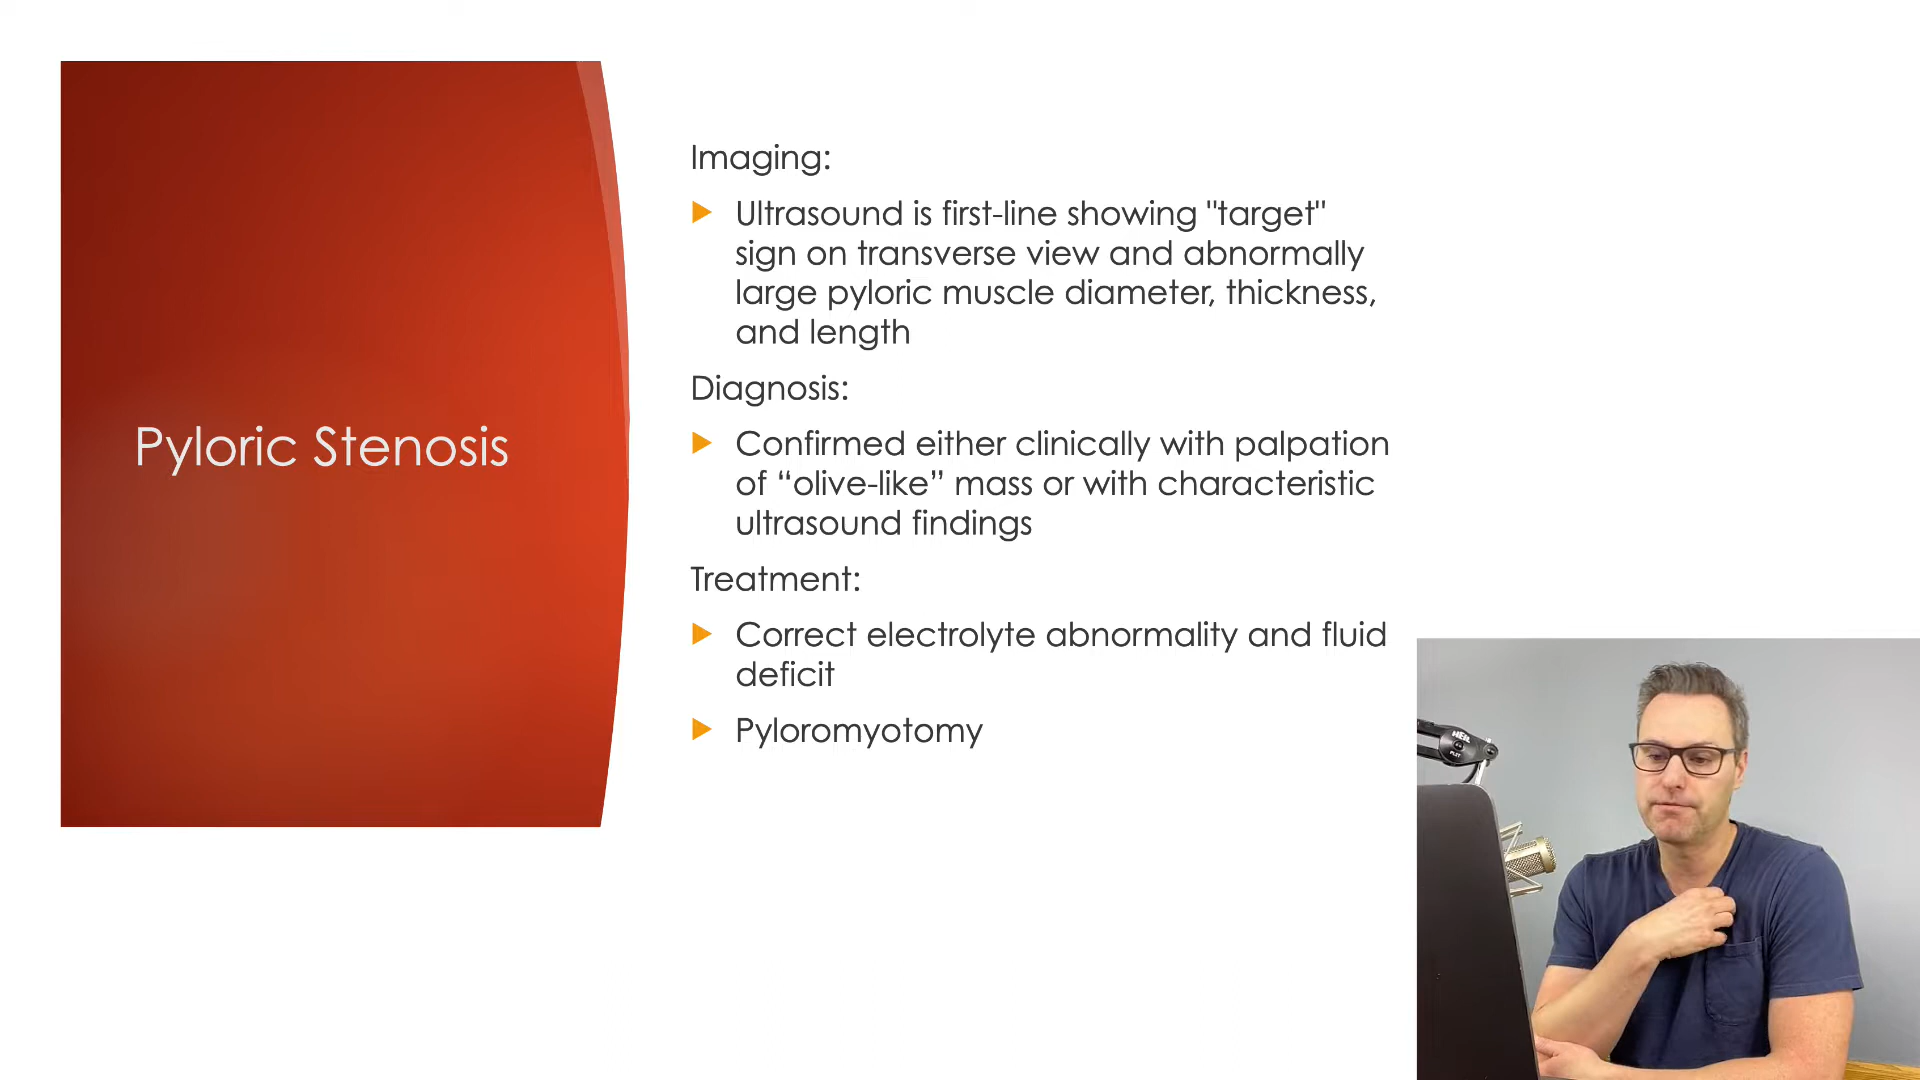 Pyloric Stenosis
Imaging:
Ultrasound is first-line showing "target"
sign on transverse view and abnormally
large pyloric muscle diameter, thickness,
and length
Diagnosis:
Confirmed either clinically with palpation
of “olive-like” mass or with characteristic
ultrasound findings
Treatment:
Correct electrolyte abnormality and fluid
deficit
Pyloromyotomy
HEIL